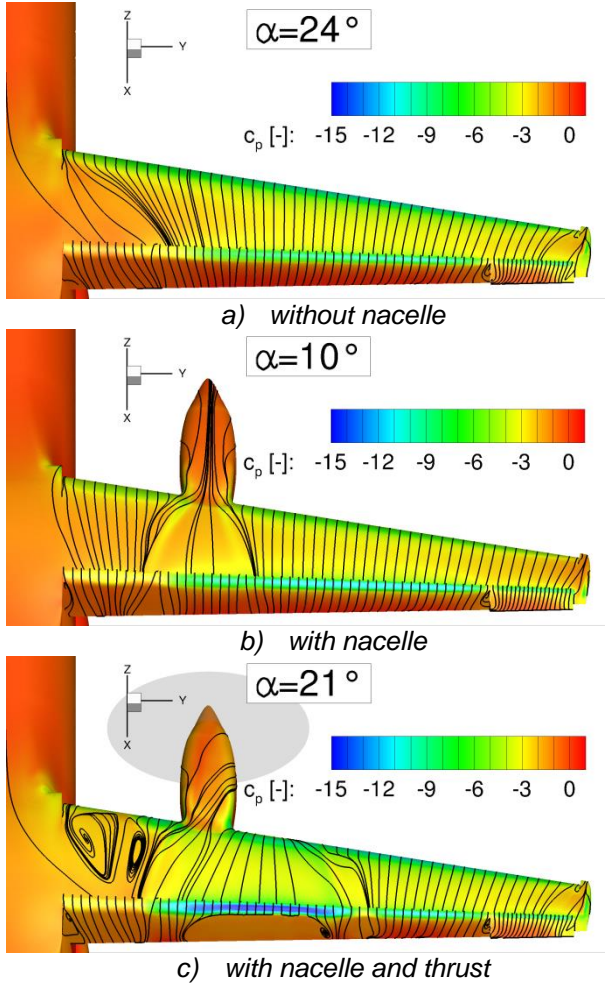 Z
α=24°
Y
X
c_p [-]: -15 -12 -9 -6 -3 0
a) without nacelle
Z
α=10°
Y
X
c_p [-]: -15 -12 -9 -6 -3 0
b) with nacelle
Z
α=21°
Y
X
c_p [-]: -15 -12 -9 -6 -3 0
c) with nacelle and thrust